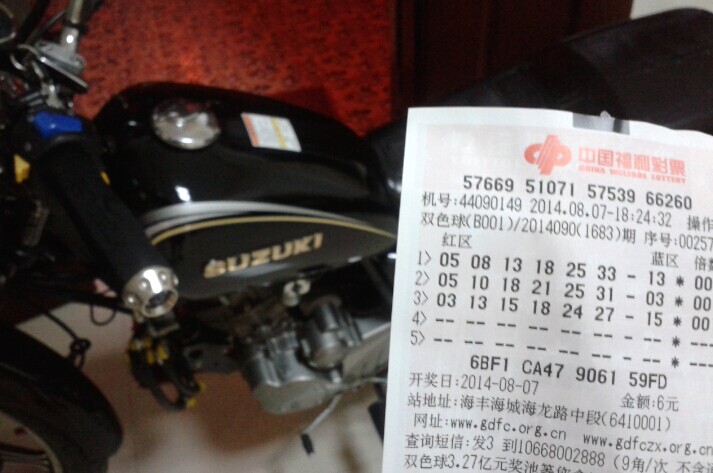 SUZUKI
中国福利彩票
CHINA WELFARE LOTTERY
57669 51071 57539 66260
机号:44090149 2014.08.07-18:24:32 操作
双色球(B001)/2014090(1683)期 序号:00257
红区 蓝区 倍数
1> 05 08 13 18 25 33 - 13 * 00
2> 05 10 18 21 25 31 - 03 * 00
3> 03 13 15 18 24 27 - 15 * 00
4> -- -- -- -- -- -- - -- * --
5> -- -- -- -- -- -- - -- * --
6BF1 CA47 9061 59FD
开奖日:2014-08-07 金额:6元
站地址:海丰海城海龙路中段(6410001)
网址:www.gdfc.org.cn www.gdfczx.org.c
查询短信:发3 到10668002888 (9角/次 不含
双色球3.27亿元奖池等您